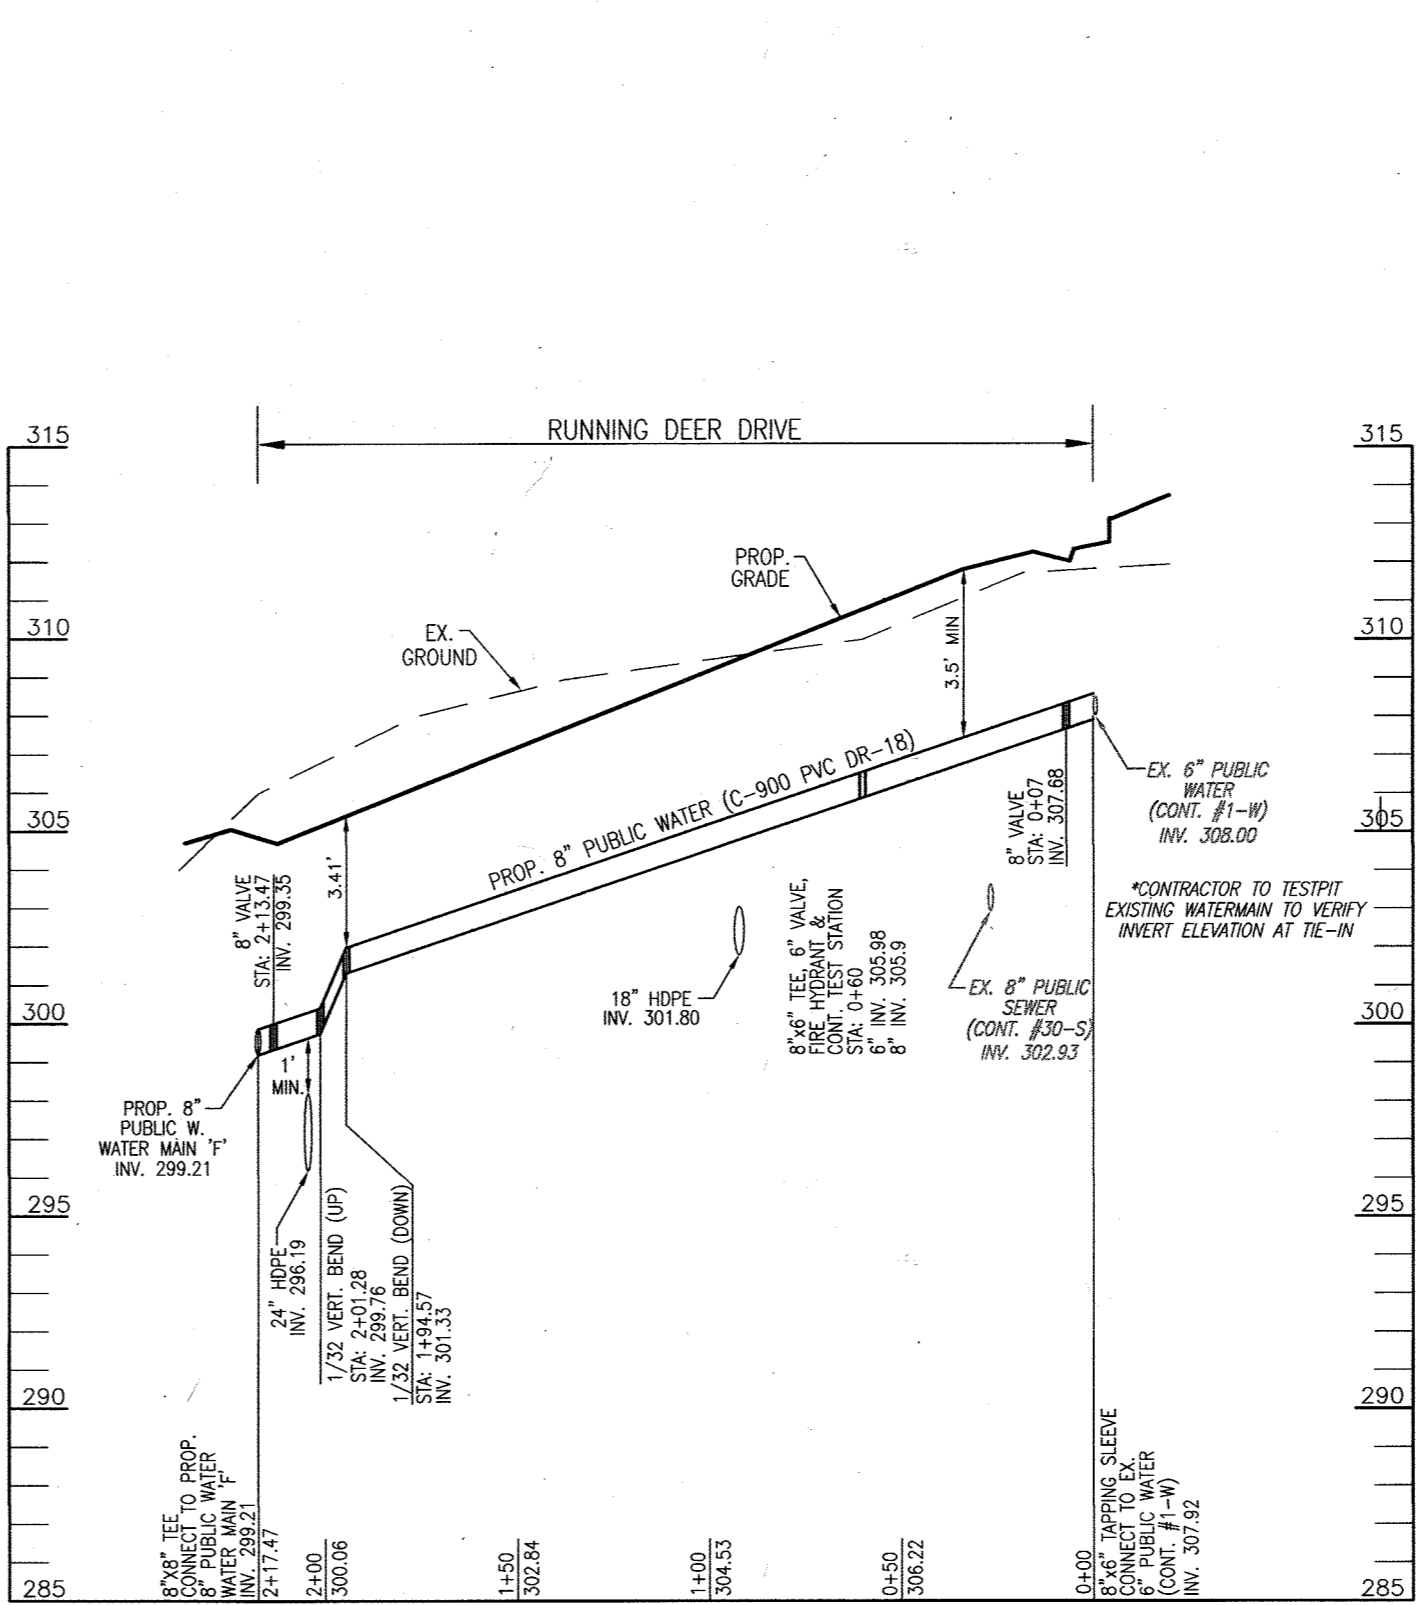 RUNNING DEER DRIVE
315
315
310
310
305
305
300
300
295
295
290
290
285
285
PROP.
GRADE
EX.
GROUND
3.5' MIN
3.41'
PROP. 8" PUBLIC WATER (C-900 PVC DR-18)
8" VALVE
STA: 2+13.47
INV. 299.35
8" VALVE
STA: 0+07
INV. 307.68
EX. 6" PUBLIC
WATER
(CONT. #1-W)
INV. 308.00
*CONTRACTOR TO TESTPIT
EXISTING WATERMAIN TO VERIFY
INVERT ELEVATION AT TIE-IN
8"x6" TEE, 6" VALVE,
FIRE HYDRANT &
CONT. TEST STATION
STA: 0+60
6" INV. 305.98
8" INV. 305.9
18" HDPE
INV. 301.80
EX. 8" PUBLIC
SEWER
(CONT. #30-S)
INV. 302.93
1'
MIN.
PROP. 8"
PUBLIC W.
WATER MAIN 'F'
INV. 299.21
24" HDPE
INV. 296.19
1/32 VERT. BEND (UP)
STA: 2+01.28
INV. 299.76
1/32 VERT. BEND (DOWN)
STA: 1+94.57
INV. 301.33
8"x8" TEE
CONNECT TO PROP.
8" PUBLIC WATER
WATER MAIN 'F'
INV. 299.21
2+17.47
2+00
300.06
1+50
302.84
1+00
304.53
0+50
306.22
0+00
8"x6" TAPPING SLEEVE
CONNECT TO EX.
6" PUBLIC WATER
(CONT. #1-W)
INV. 307.92